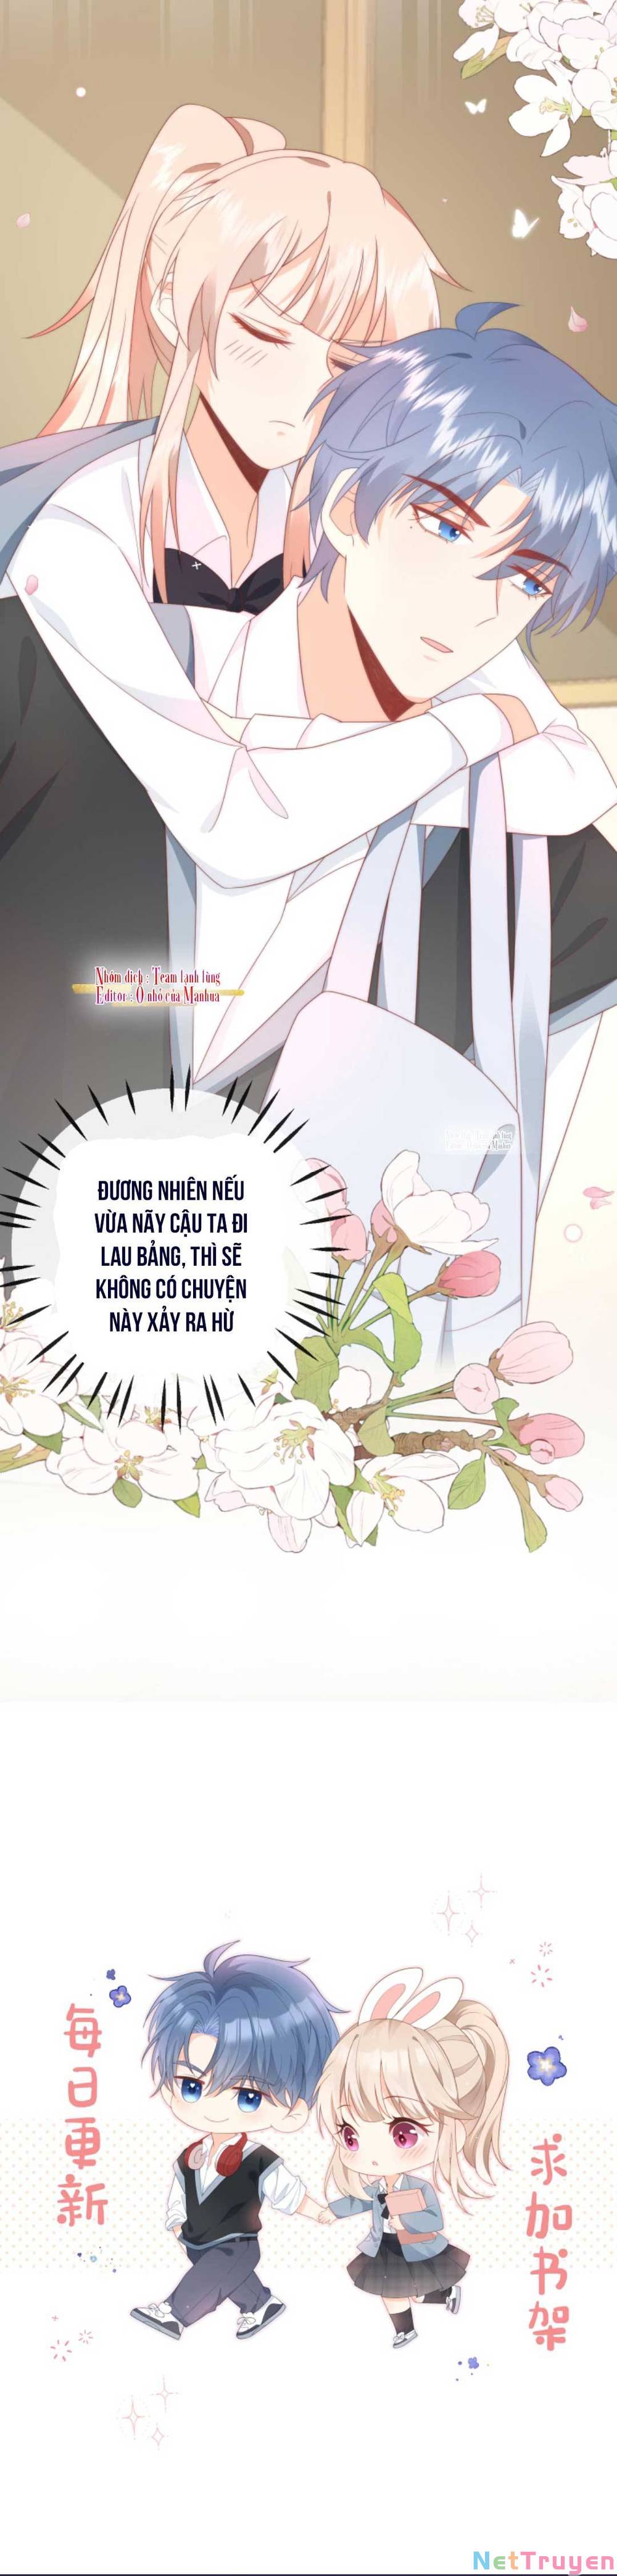 Nhóm dịch : Team lạnh lùng
Editor : Ô nhỏ của Manhua
ĐƯƠNG NHIÊN NẾU
VỪA NÃY CẬU TA ĐI
LAU BẢNG, THÌ SẼ
KHÔNG CÓ CHUYỆN
NÀY XẢY RA HỪ
每日更新
求加书架
NetTruyen